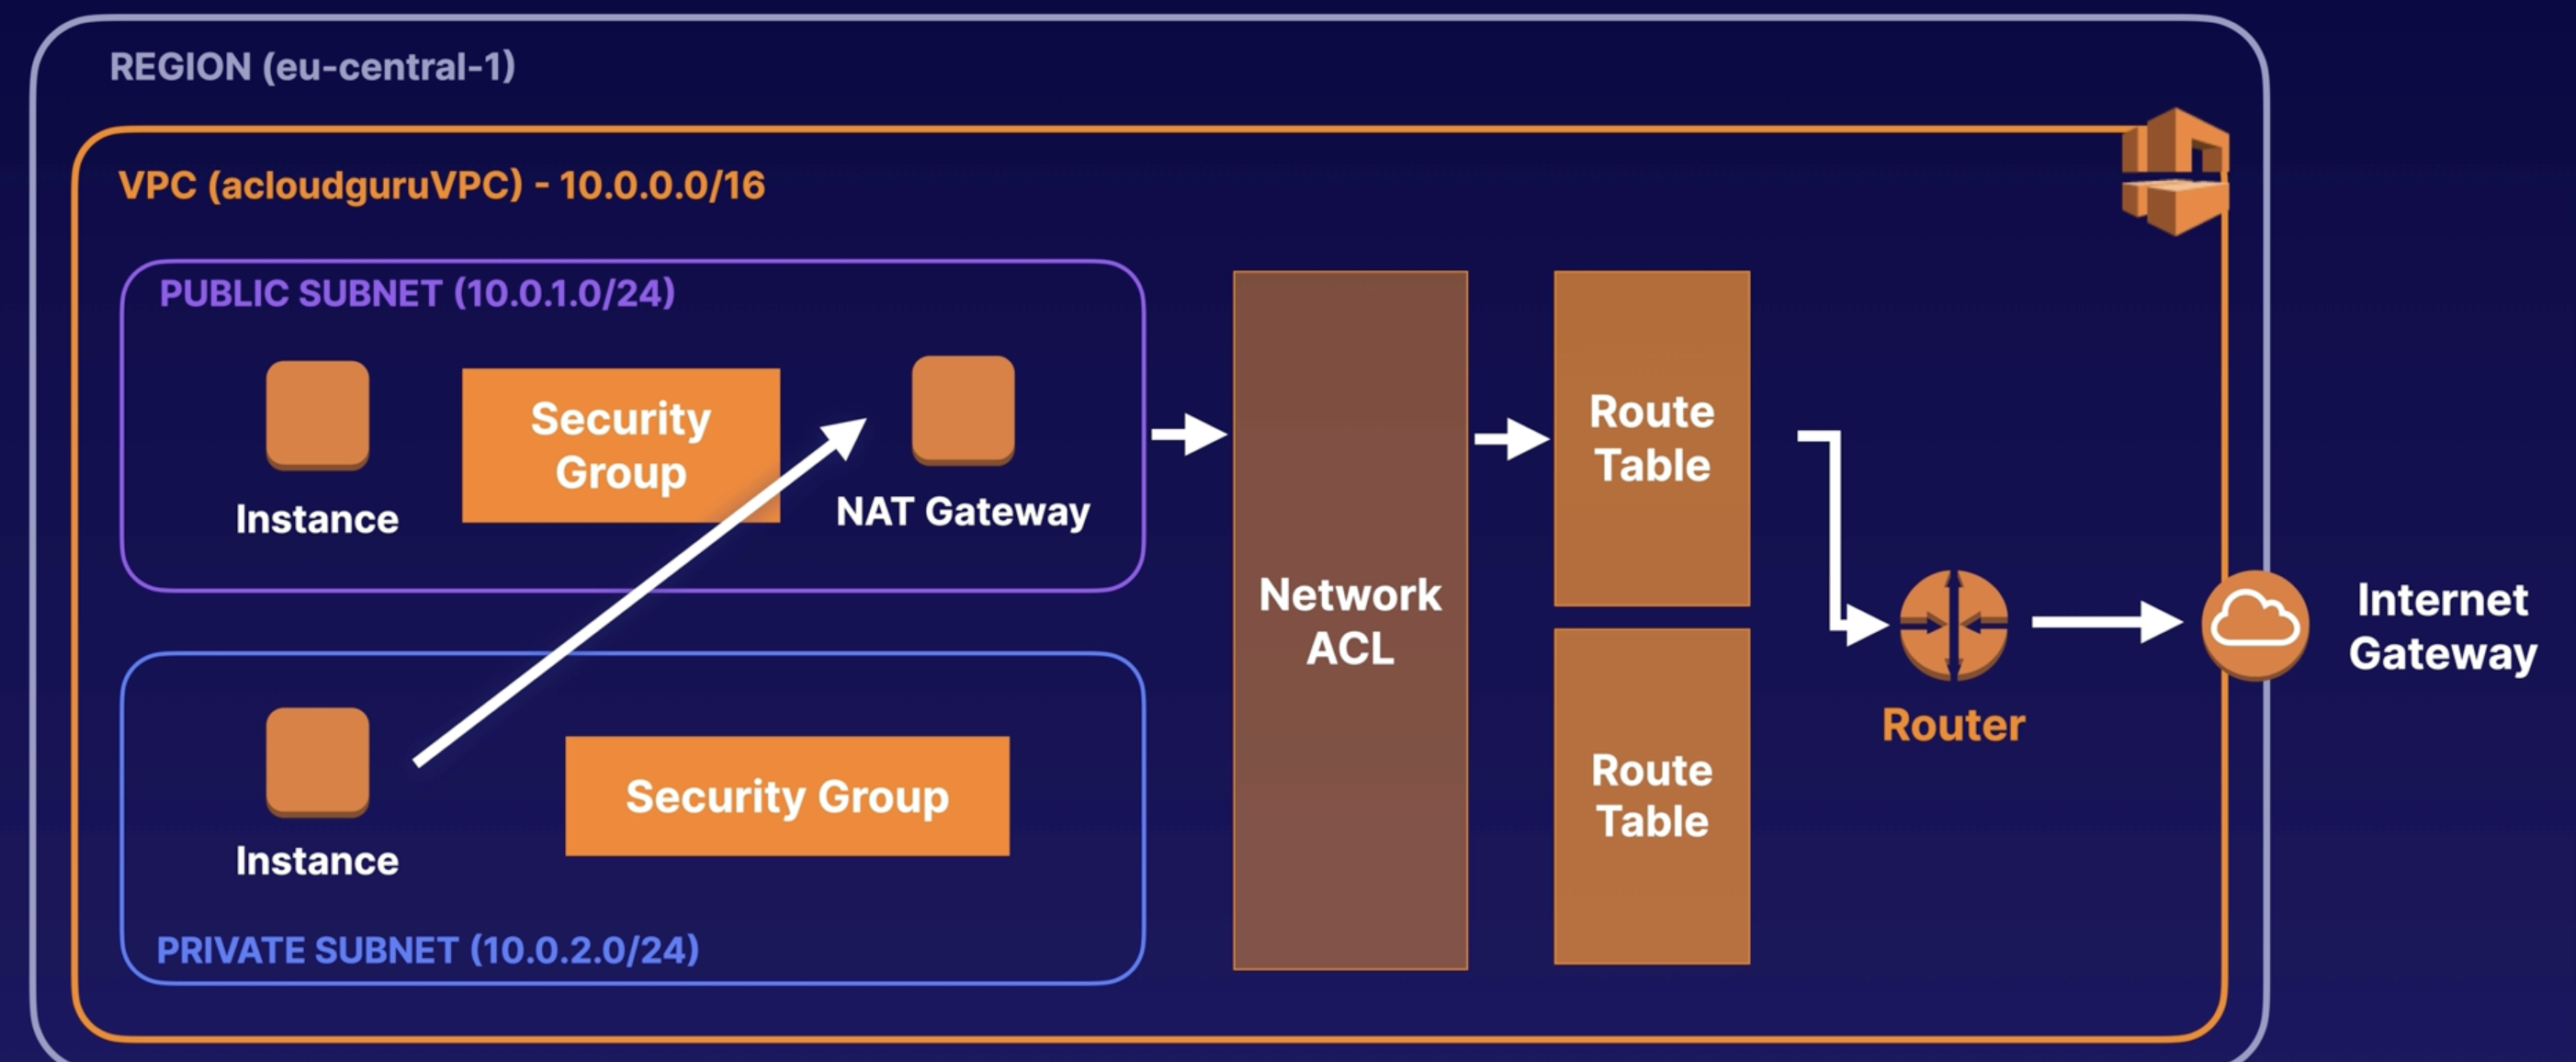 REGION (eu-central-1)
VPC (acloudguruVPC) - 10.0.0.0/16
PUBLIC SUBNET (10.0.1.0/24)
Instance
Security
Group
NAT Gateway
Instance
Security Group
PRIVATE SUBNET (10.0.2.0/24)
Network
ACL
Route
Table
Route
Table
Router
Internet
Gateway